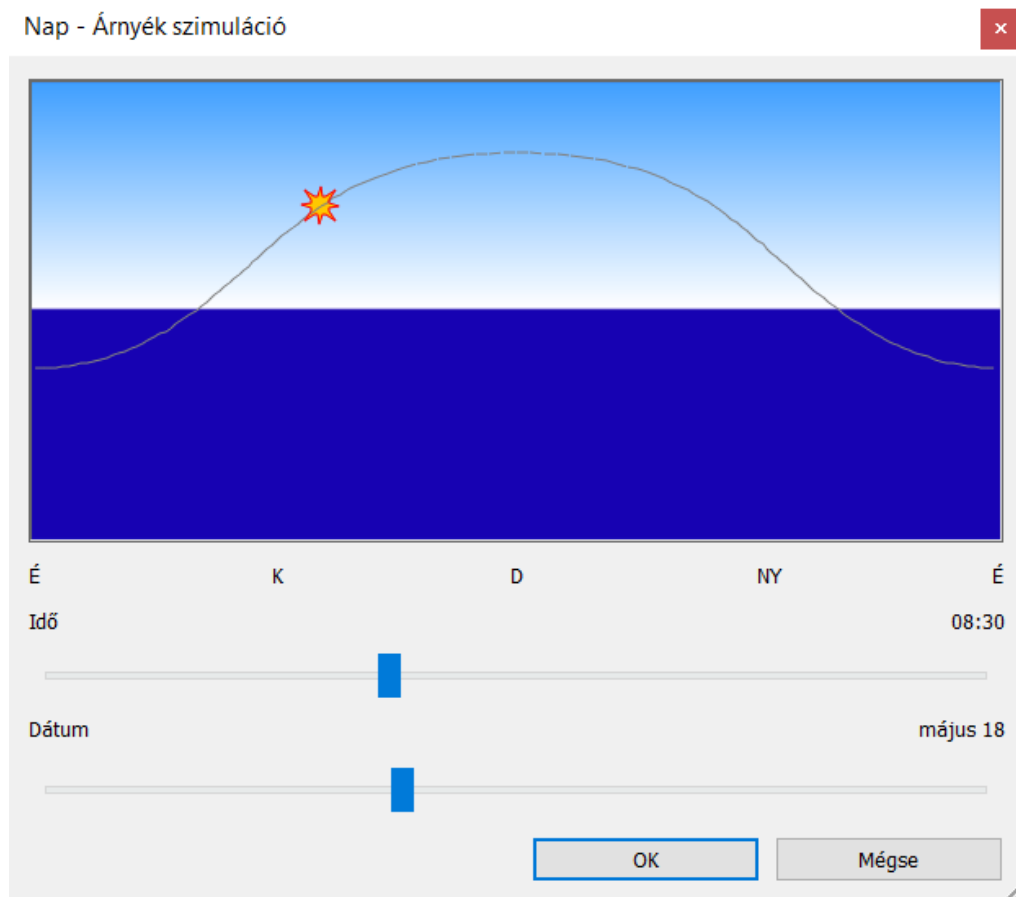 Nap - Árnyék szimuláció
É K D NY É
Idő 08:30
Dátum május 18
OK Mégse